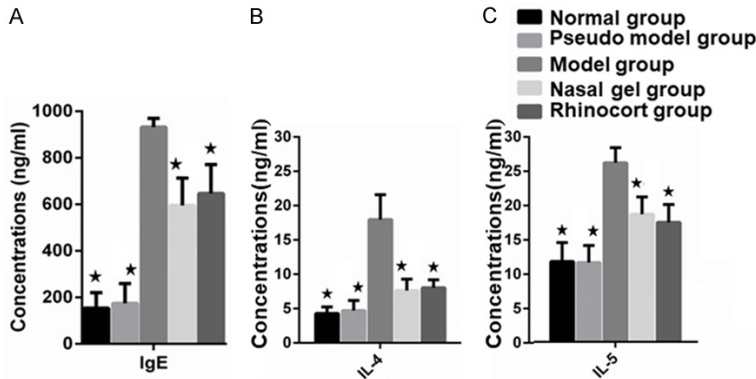 A
B
C
Normal group
Pseudo model group
Model group
Nasal gel group
Rhinocort group
Concentrations (ng/ml)
1000
800
600
400
200
0
IgE
Concentrations(ng/ml)
30
25
20
15
10
5
0
IL-4
Concentrations(ng/ml)
30
25
20
15
10
5
0
IL-5